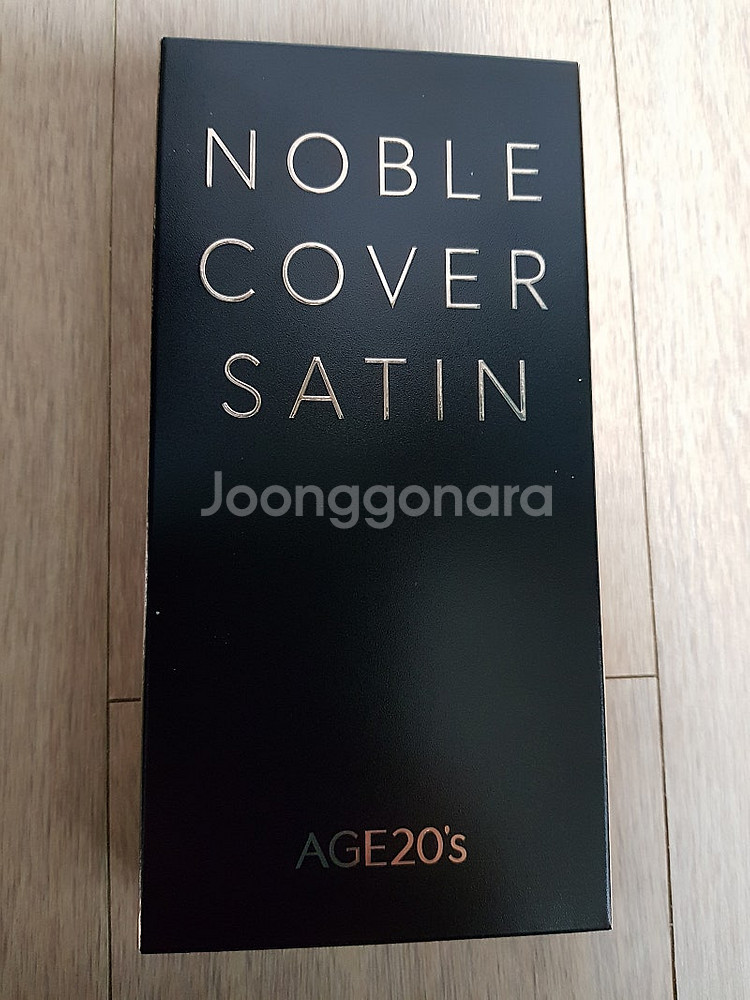 NOBLE
COVER
SATIN
Joonggonara
AGE20's